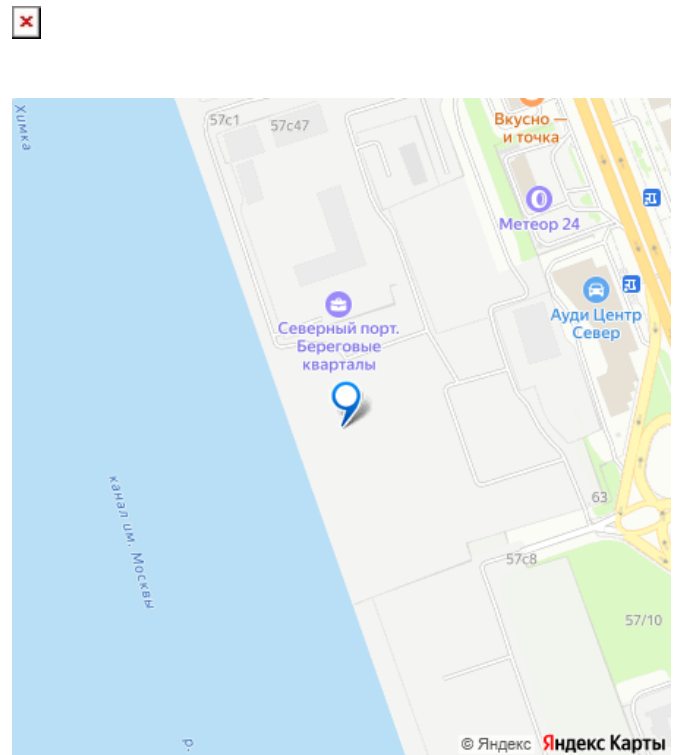 Химка
57с1
57с47
Вкусно —
и точка
Метеор 24
Ауди Центр
Север
Северный порт.
Береговые
кварталы
канал им. Москвы
63
57с8
57/10
р.
© Яндекс Яндекс Карты